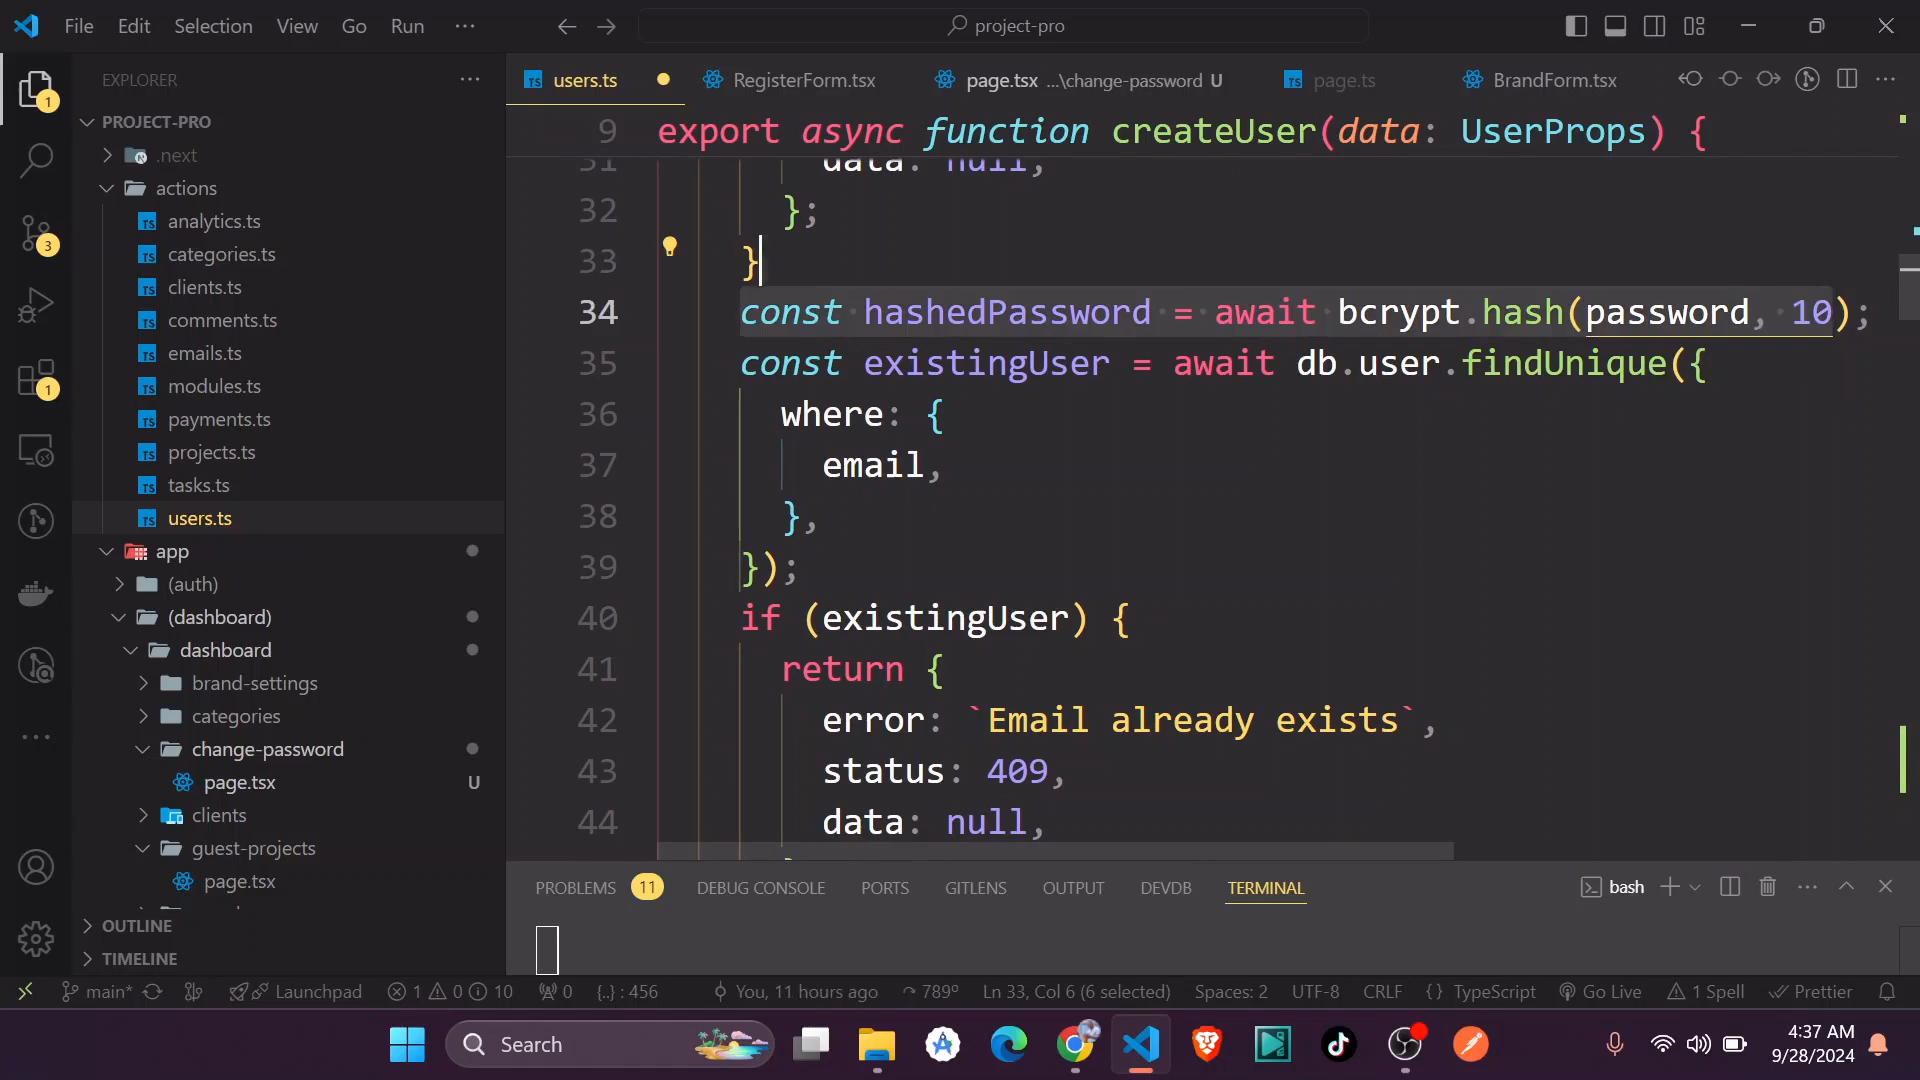 File Edit Selection View Go Run ···
project-pro
EXPLORER ···
PROJECT-PRO
.next
actions
analytics.ts
categories.ts
clients.ts
comments.ts
emails.ts
modules.ts
payments.ts
projects.ts
tasks.ts
users.ts
app
(auth)
(dashboard)
dashboard
brand-settings
categories
change-password
page.tsx U
clients
guest-projects
page.tsx
OUTLINE
TIMELINE
1
3
1
users.ts RegisterForm.tsx page.tsx ...\change-password U page.ts BrandForm.tsx
9 export async function createUser(data: UserProps) {
31 data: null,
32 };
33 }
34 const hashedPassword = await bcrypt.hash(password, 10);
35 const existingUser = await db.user.findUnique({
36 where: {
37 email,
38 },
39 });
40 if (existingUser) {
41 return {
42 error: `Email already exists`,
43 status: 409,
44 data: null,
PROBLEMS 11 DEBUG CONSOLE PORTS GITLENS OUTPUT DEVDB TERMINAL bash
main* Launchpad 1 0 10 0 {..} : 456 You, 11 hours ago 789° Ln 33, Col 6 (6 selected) Spaces: 2 UTF-8 CRLF {} TypeScript Go Live 1 Spell Prettier
Search
4:37 AM
9/28/2024